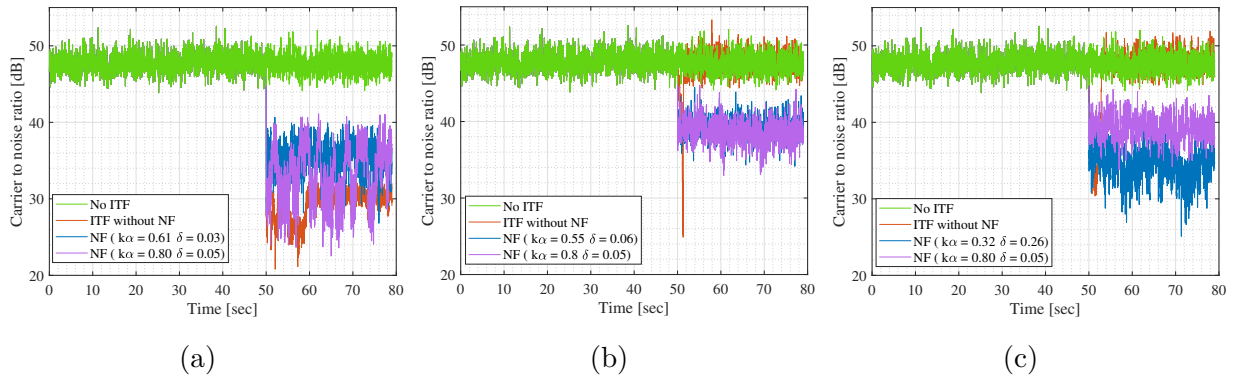 Carrier to noise ratio [dB]
50
40
30
20
0 10 20 30 40 50 60 70 80
Time [sec]
No ITF
ITF without NF
NF ( kα = 0.61 δ = 0.03)
NF ( kα = 0.80 δ = 0.05)
(a)
Carrier to noise ratio [dB]
50
40
30
20
0 10 20 30 40 50 60 70 80
Time [sec]
No ITF
ITF without NF
NF ( kα = 0.55 δ = 0.06)
NF ( kα = 0.8 δ = 0.05)
(b)
Carrier to noise ratio [dB]
50
40
30
20
0 10 20 30 40 50 60 70 80
Time [sec]
No ITF
ITF without NF
NF ( kα = 0.32 δ = 0.26)
NF ( kα = 0.80 δ = 0.05)
(c)